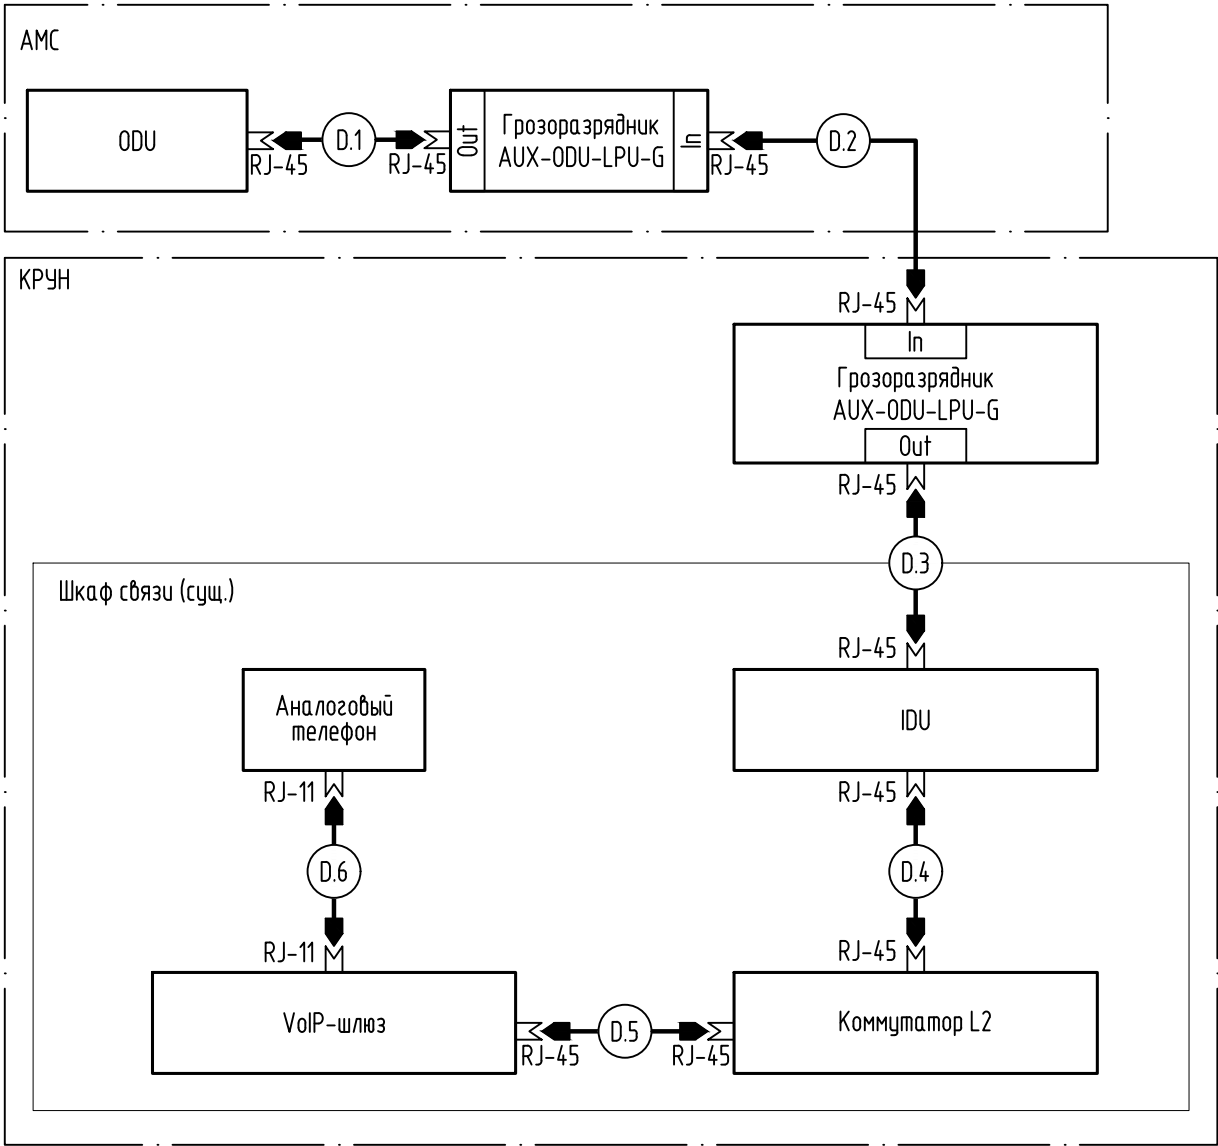 АМС
ODU
RJ-45
D.1
RJ-45
Out
Грозоразрядник
AUX-ODU-LPU-G
In
RJ-45
D.2
КРУН
RJ-45
In
Грозоразрядник
AUX-ODU-LPU-G
Out
RJ-45
D.3
Шкаф связи (сущ.)
RJ-45
Аналоговый
телефон
IDU
RJ-11
RJ-45
D.6
D.4
RJ-11
RJ-45
VoIP-шлюз
RJ-45
D.5
RJ-45
Коммутатор L2